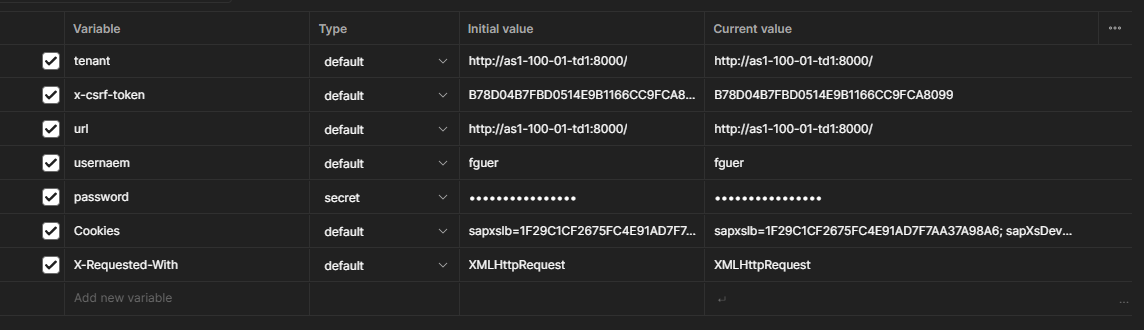 Variable Type Initial value Current value
tenant default http://as1-100-01-td1:8000/ http://as1-100-01-td1:8000/
x-csrf-token default B78D04B7FBD0514E9B1166CC9FCA8... B78D04B7FBD0514E9B1166CC9FCA8099
url default http://as1-100-01-td1:8000/ http://as1-100-01-td1:8000/
usernaem default fguer fguer
password secret •••••••••••••••• ••••••••••••••••
Cookies default sapxslb=1F29C1CF2675FC4E91AD7F7... sapxslb=1F29C1CF2675FC4E91AD7F7AA37A98A6; sapXsDev...
X-Requested-With default XMLHttpRequest XMLHttpRequest
Add new variable